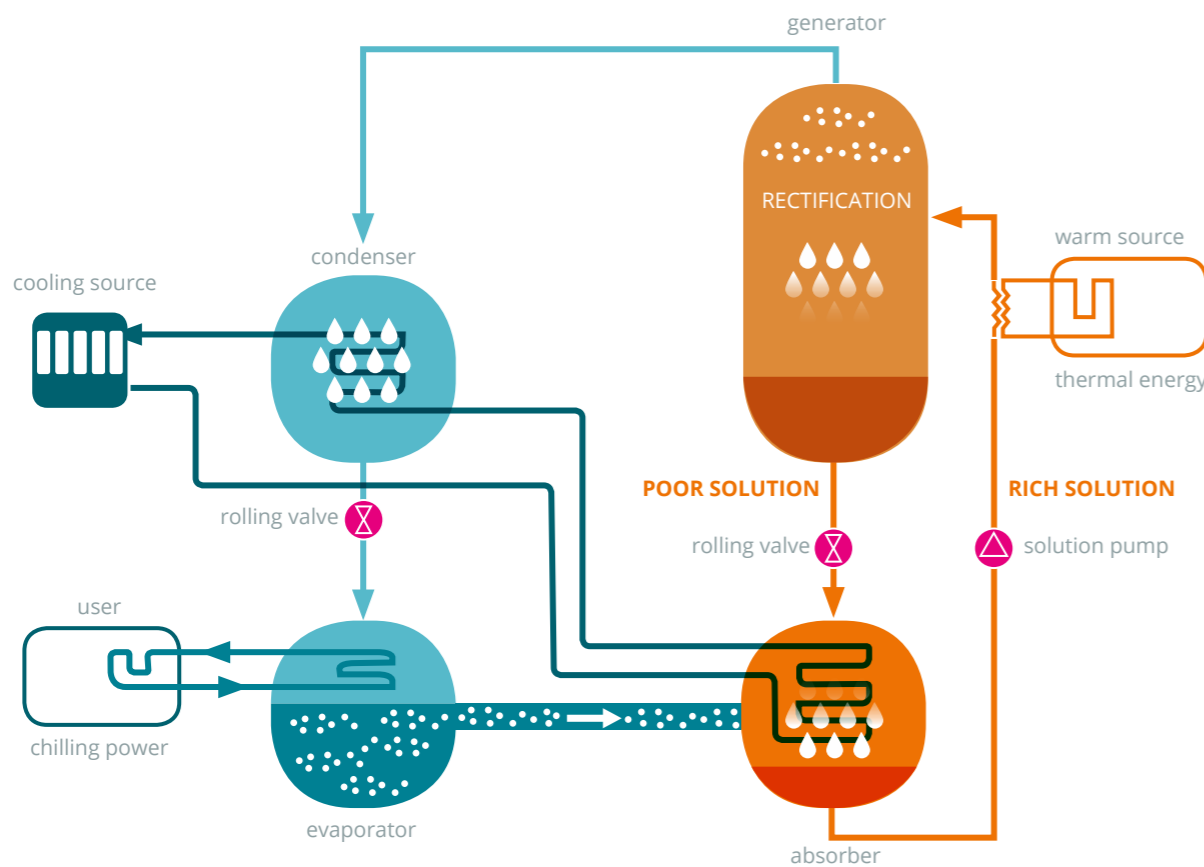 generator
RECTIFICATION
warm source
condenser
cooling source
thermal energy
POOR SOLUTION
RICH SOLUTION
rolling valve
rolling valve
solution pump
user
chilling power
evaporator
absorber